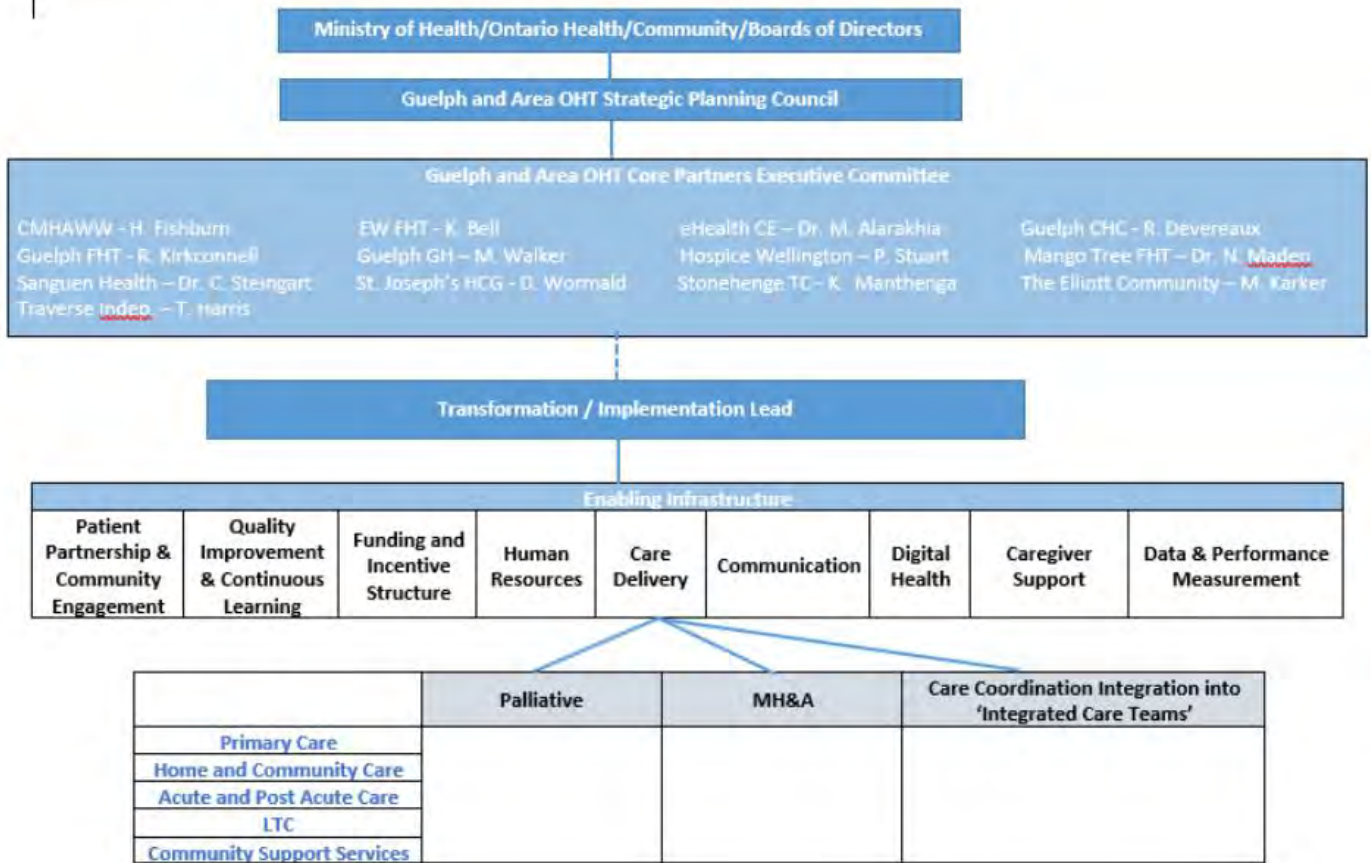 Ministry of Health/Ontario Health/Community/Boards of Directors
Guelph and Area OHT Strategic Planning Council
Guelph and Area OHT Core Partners Executive Committee
CMHAWW - H. Fishburn
EW FHT - K. Bell
eHealth CE – Dr. M. Alarakhia
Guelph CHC - R. Devereaux
Guelph FHT - R. Kirkconnell
Guelph GH – M. Walker
Hospice Wellington – P. Stuart
Mango Tree FHT – Dr. N. Maden
Sanguen Health – Dr. C. Steingart
St. Joseph's HCG - D. Wormald
Stonehenge TC – K. Manthenga
The Elliott Community – M. Karker
Traverse Indep. – T. Harris
Transformation / Implementation Lead
Enabling Infrastructure
Patient
Partnership &
Community
Engagement
Quality
Improvement
& Continuous
Learning
Funding and
Incentive
Structure
Human
Resources
Care
Delivery
Communication
Digital
Health
Caregiver
Support
Data & Performance
Measurement
Palliative
MH&A
Care Coordination Integration into
'Integrated Care Teams'
Primary Care
Home and Community Care
Acute and Post Acute Care
LTC
Community Support Services